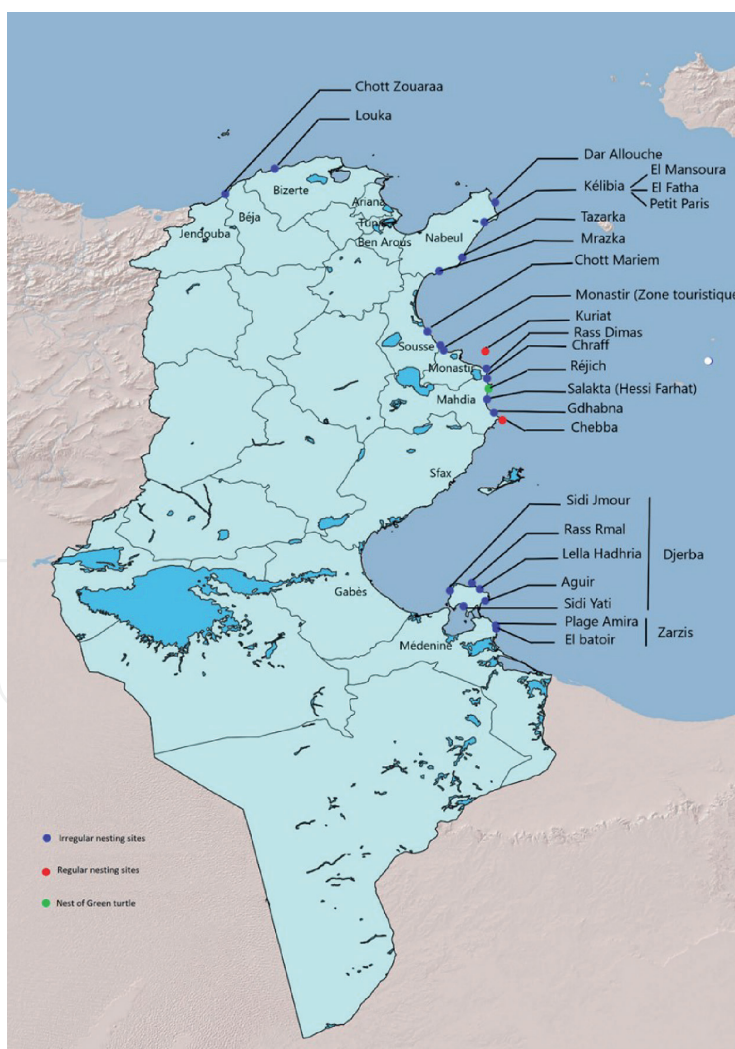 Chott Zouaraa
Louka
Dar Allouche
El Mansoura
Kélibia
El Fatha
Petit Paris
Tazarka
Mrazka
Chott Mariem
Monastir (Zone touristique
Kuriat
Rass Dimas
Chraff
Réjich
Salakta (Hessi Farhat)
Gdhabna
Chebba
Bizerte
Ariana
Béja
Jendouba
Ben Arous
Nabeul
Sousse
Monastir
Mahdia
Sfax
Sidi Jmour
Rass Rmal
Lella Hadhria
Djerba
Aguir
Sidi Yati
Plage Amira
Zarzis
El batoir
Gabès
Médenine
Irregular nesting sites
Regular nesting sites
Nest of Green turtle